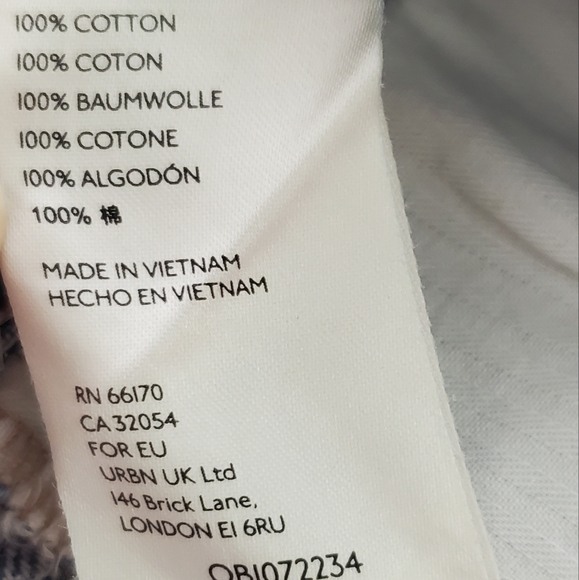 100% COTTON
100% COTON
100% BAUMWOLLE
100% COTONE
100% ALGODÓN
100% 棉
MADE IN VIETNAM
HECHO EN VIETNAM
RN 66170
CA 32054
FOR EU
URBN UK Ltd
146 Brick Lane,
LONDON E1 6RU
OB1072234